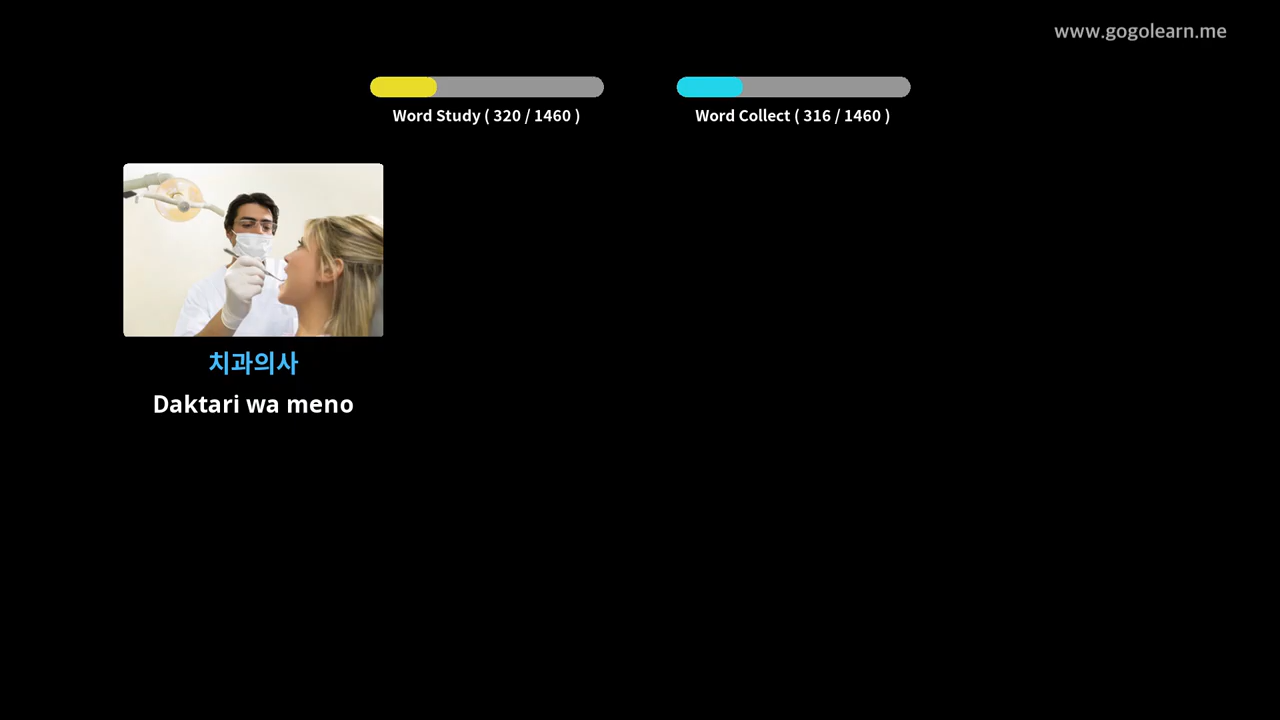 www.gogolearn.me
Word Study ( 320 / 1460 )
Word Collect ( 316 / 1460 )
치과의사
Daktari wa meno